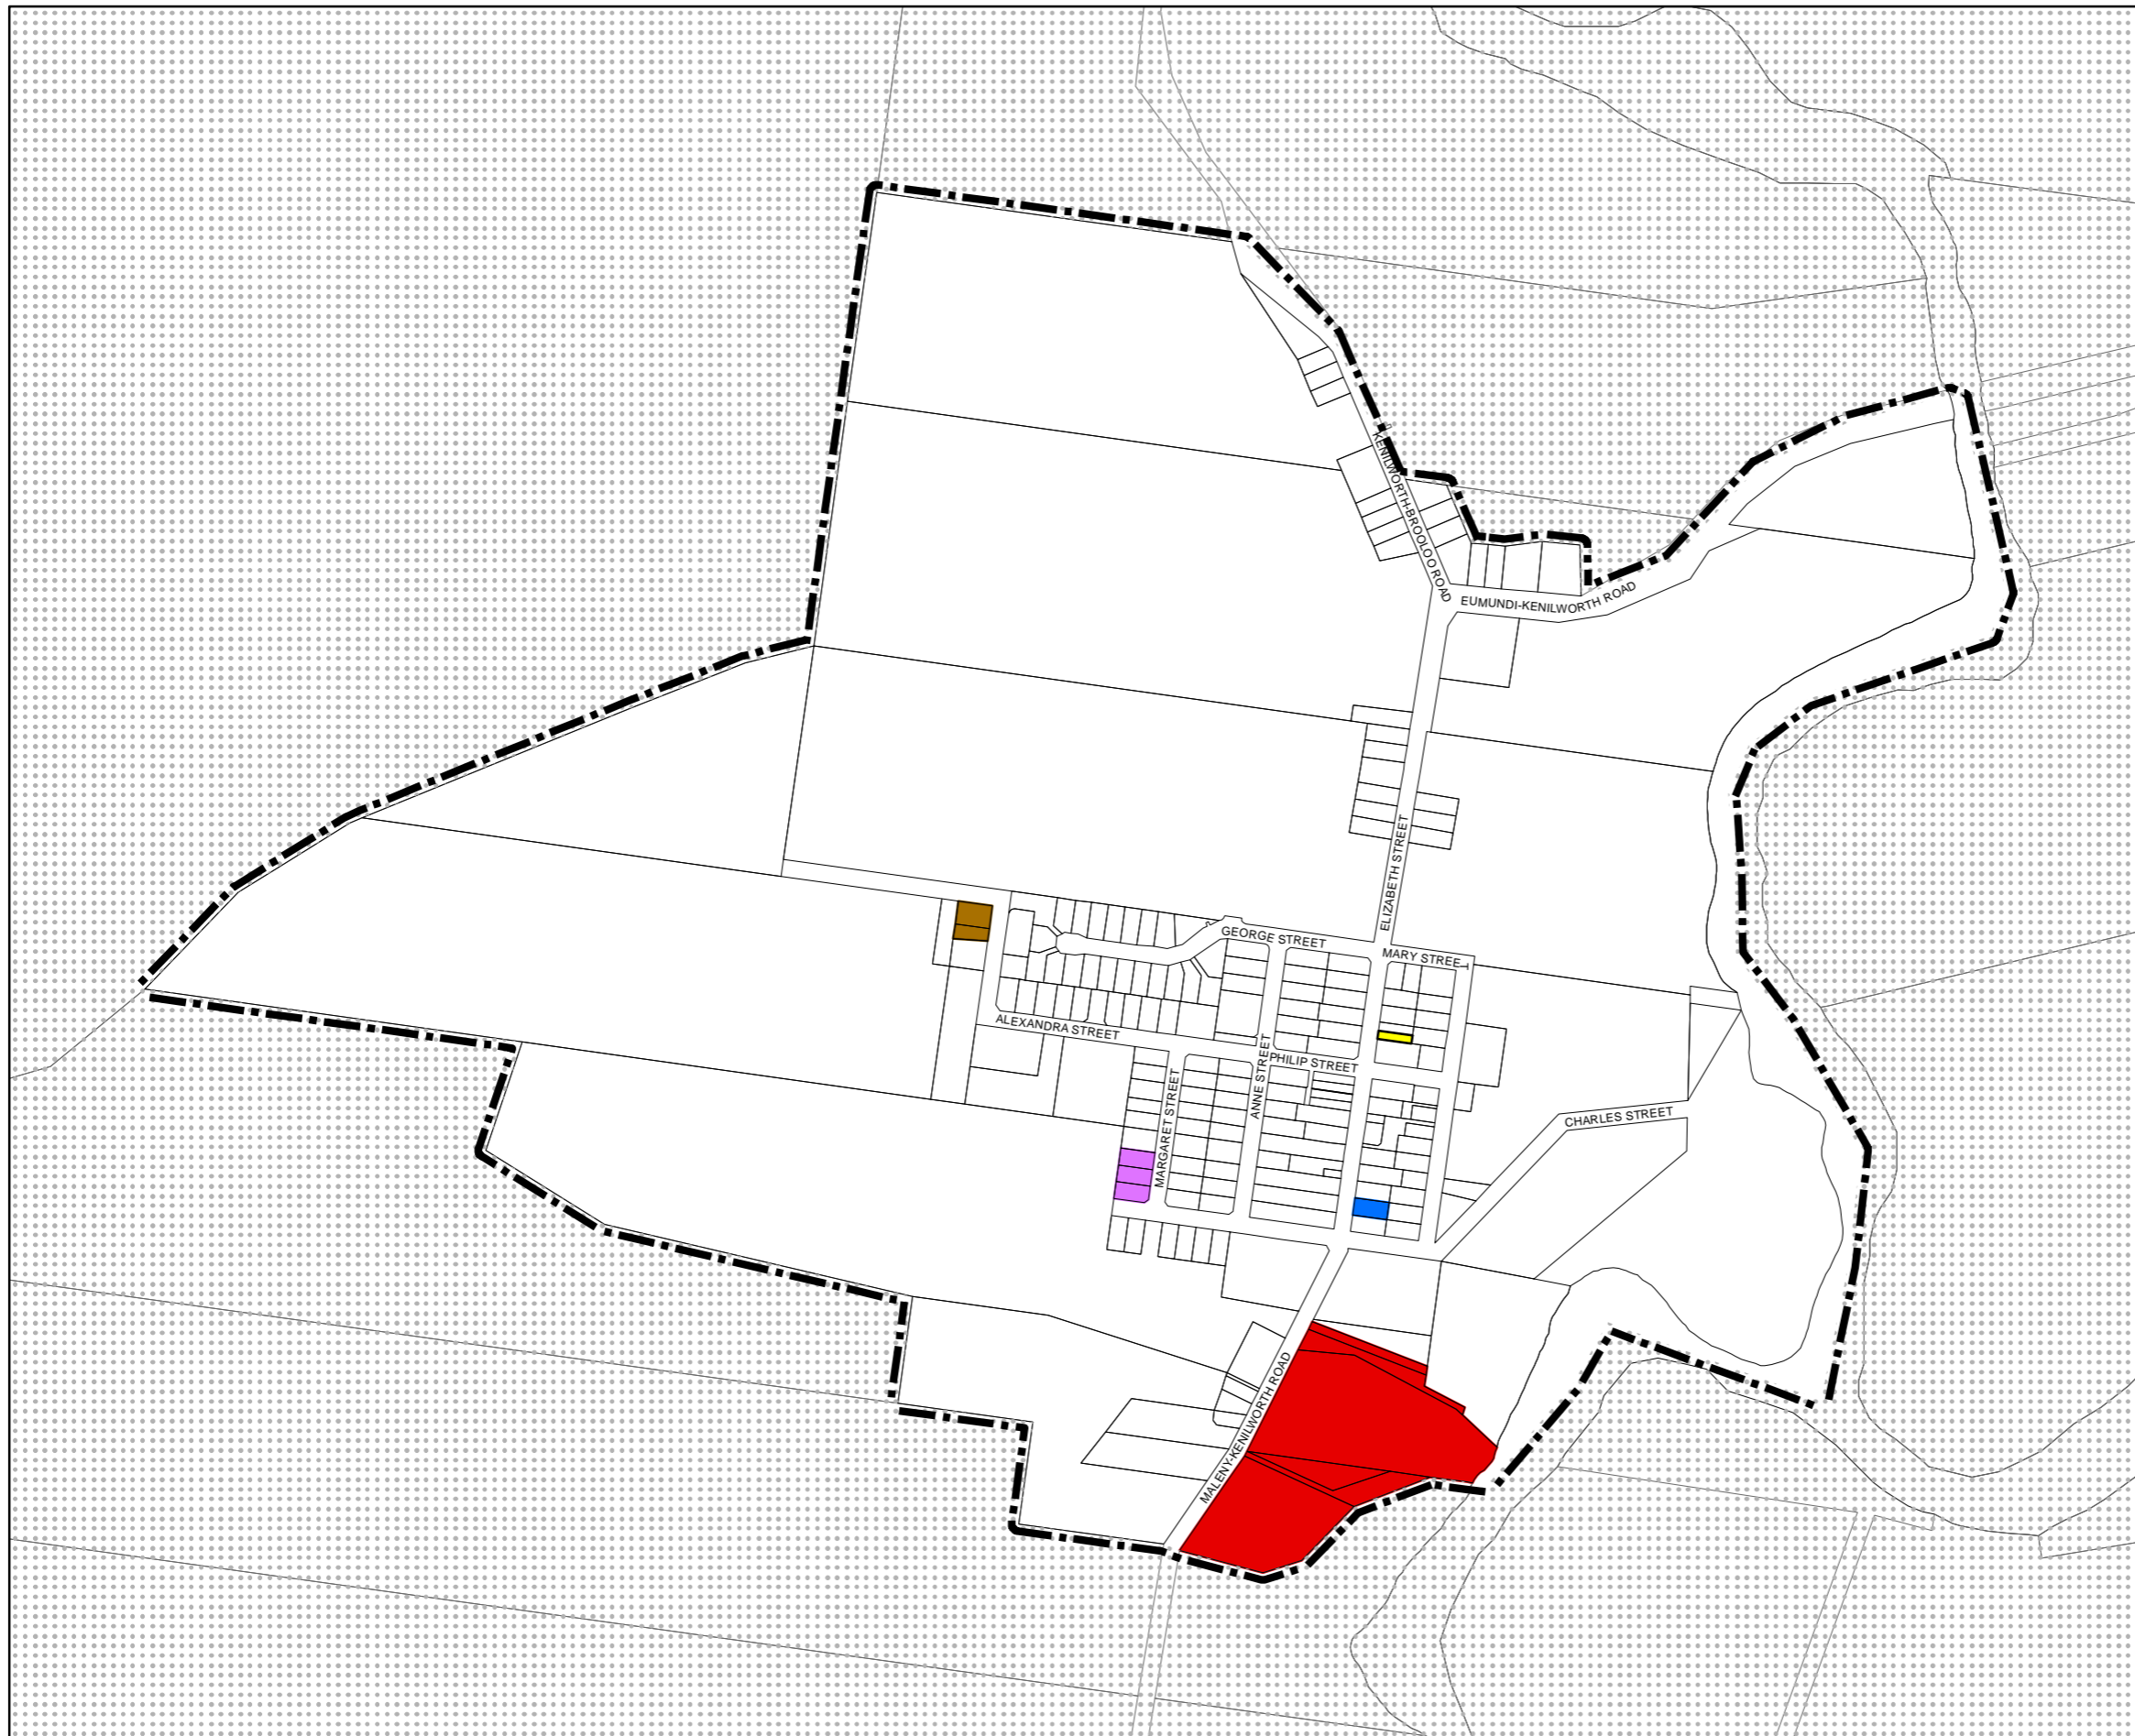 KENILWORTH-BROOLOO ROAD
EUMUNDI-KENILWORTH ROAD
ELIZABETH STREET
GEORGE STREET
MARY STREET
ALEXANDRA STREET
PHILIP STREET
ANNE STREET
MARGARET STREET
CHARLES STREET
MALENY-KENILWORTH ROAD